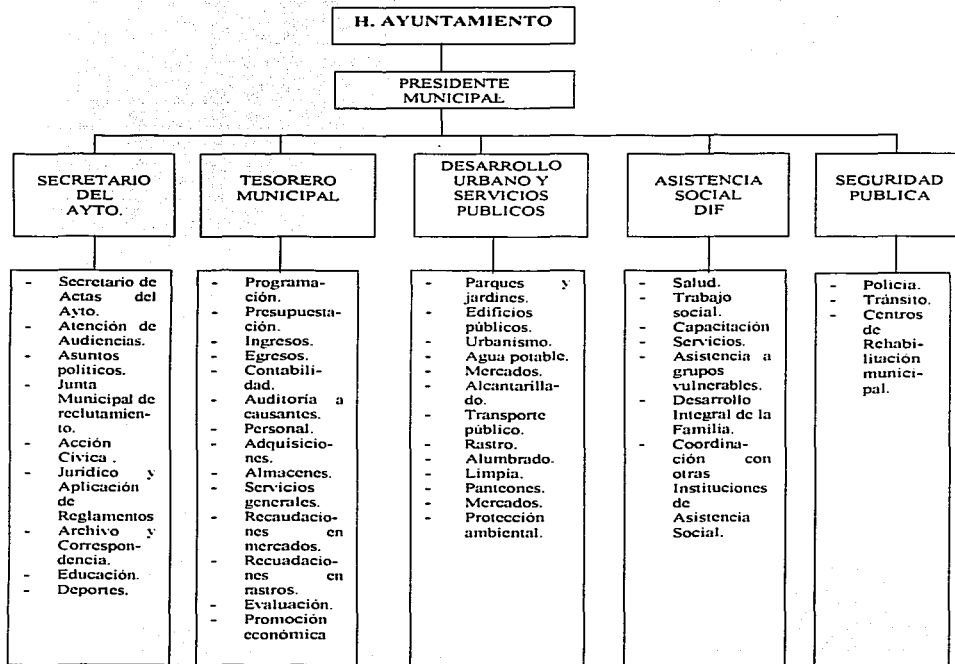 H. AYUNTAMIENTO
PRESIDENTE
MUNICIPAL
SECRETARIO
DEL
AYTO.
TESORERO
MUNICIPAL
DESARROLLO
URBANO Y
SERVICIOS
PUBLICOS
ASISTENCIA
SOCIAL
DIF
SEGURIDAD
PUBLICA
- Secretario de
Actas del
Ayto.
- Atención de
Audiencias.
- Asuntos
políticos.
- Junta
Municipal de
reclutamien-
to.
- Acción
Cívica .
- Jurídico y
Aplicación
de
Reglamentos
- Archivo y
Correspon-
dencia.
- Educación.
- Deportes.
- Programa-
ción.
- Presupuesta-
ción.
- Ingresos.
- Egresos.
- Contabili-
dad.
- Auditoría a
causantes.
- Personal.
- Adquisicio-
nes.
- Almacenes.
- Servicios
generales.
- Recaudacio-
nes en
mercados.
- Recuadacio-
nes en
rastros.
- Evaluación.
- Promoción
económica
- Parques y
jardines.
- Edificios
públicos.
- Urbanismo.
- Agua potable.
- Mercados.
- Alcantarilla-
do.
- Transporte
público.
- Rastro.
- Alumbrado.
- Limpia.
- Panteones.
- Mercados.
- Protección
ambiental.
- Salud.
- Trabajo
social.
- Capacitación
- Servicios.
- Asistencia a
grupos
vulnerables.
- Desarrollo
Integral de la
Familia.
- Coordina-
ción con
otras
Instituciones
de
Asistencia
Social.
- Policia.
- Tránsito.
- Centros
de
Rehabi-
litación
munici-
pal.